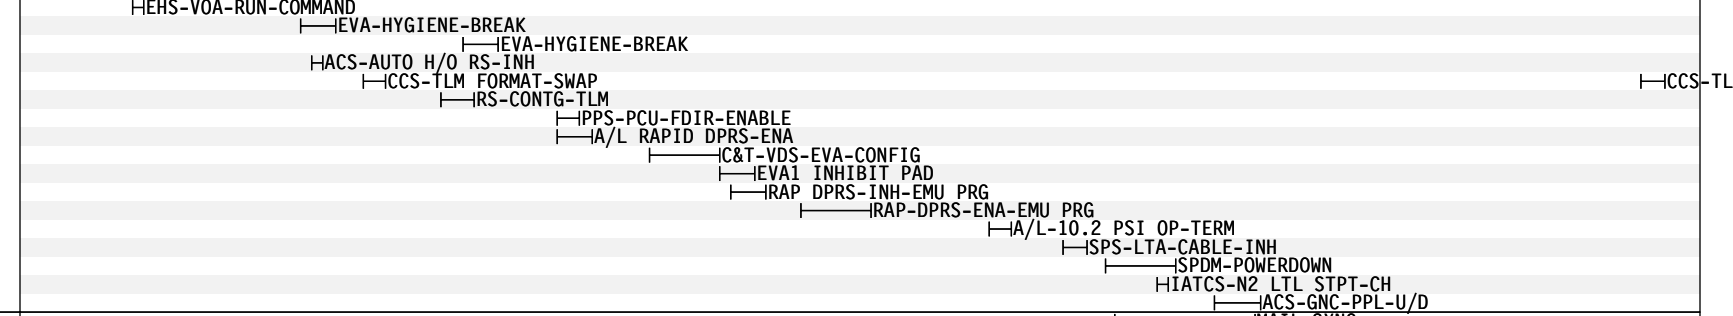 EHS-VOA-RUN-COMMAND
EVA-HYGIENE-BREAK
EVA-HYGIENE-BREAK
ACS-AUTO H/O RS-INH
CCS-TLM FORMAT-SWAP CCS-TL
RS-CONTG-TLM
PPS-PCU-FDIR-ENABLE
A/L RAPID DPRS-ENA
C&T-VDS-EVA-CONFIG
EVA1 INHIBIT PAD
RAP DPRS-INH-EMU PRG
RAP-DPRS-ENA-EMU PRG
A/L-10.2 PSI OP-TERM
SPS-LTA-CABLE-INH
SPDM-POWERDOWN
IATCS-N2 LTL STPT-CH
ACS-GNC-PPL-U/D